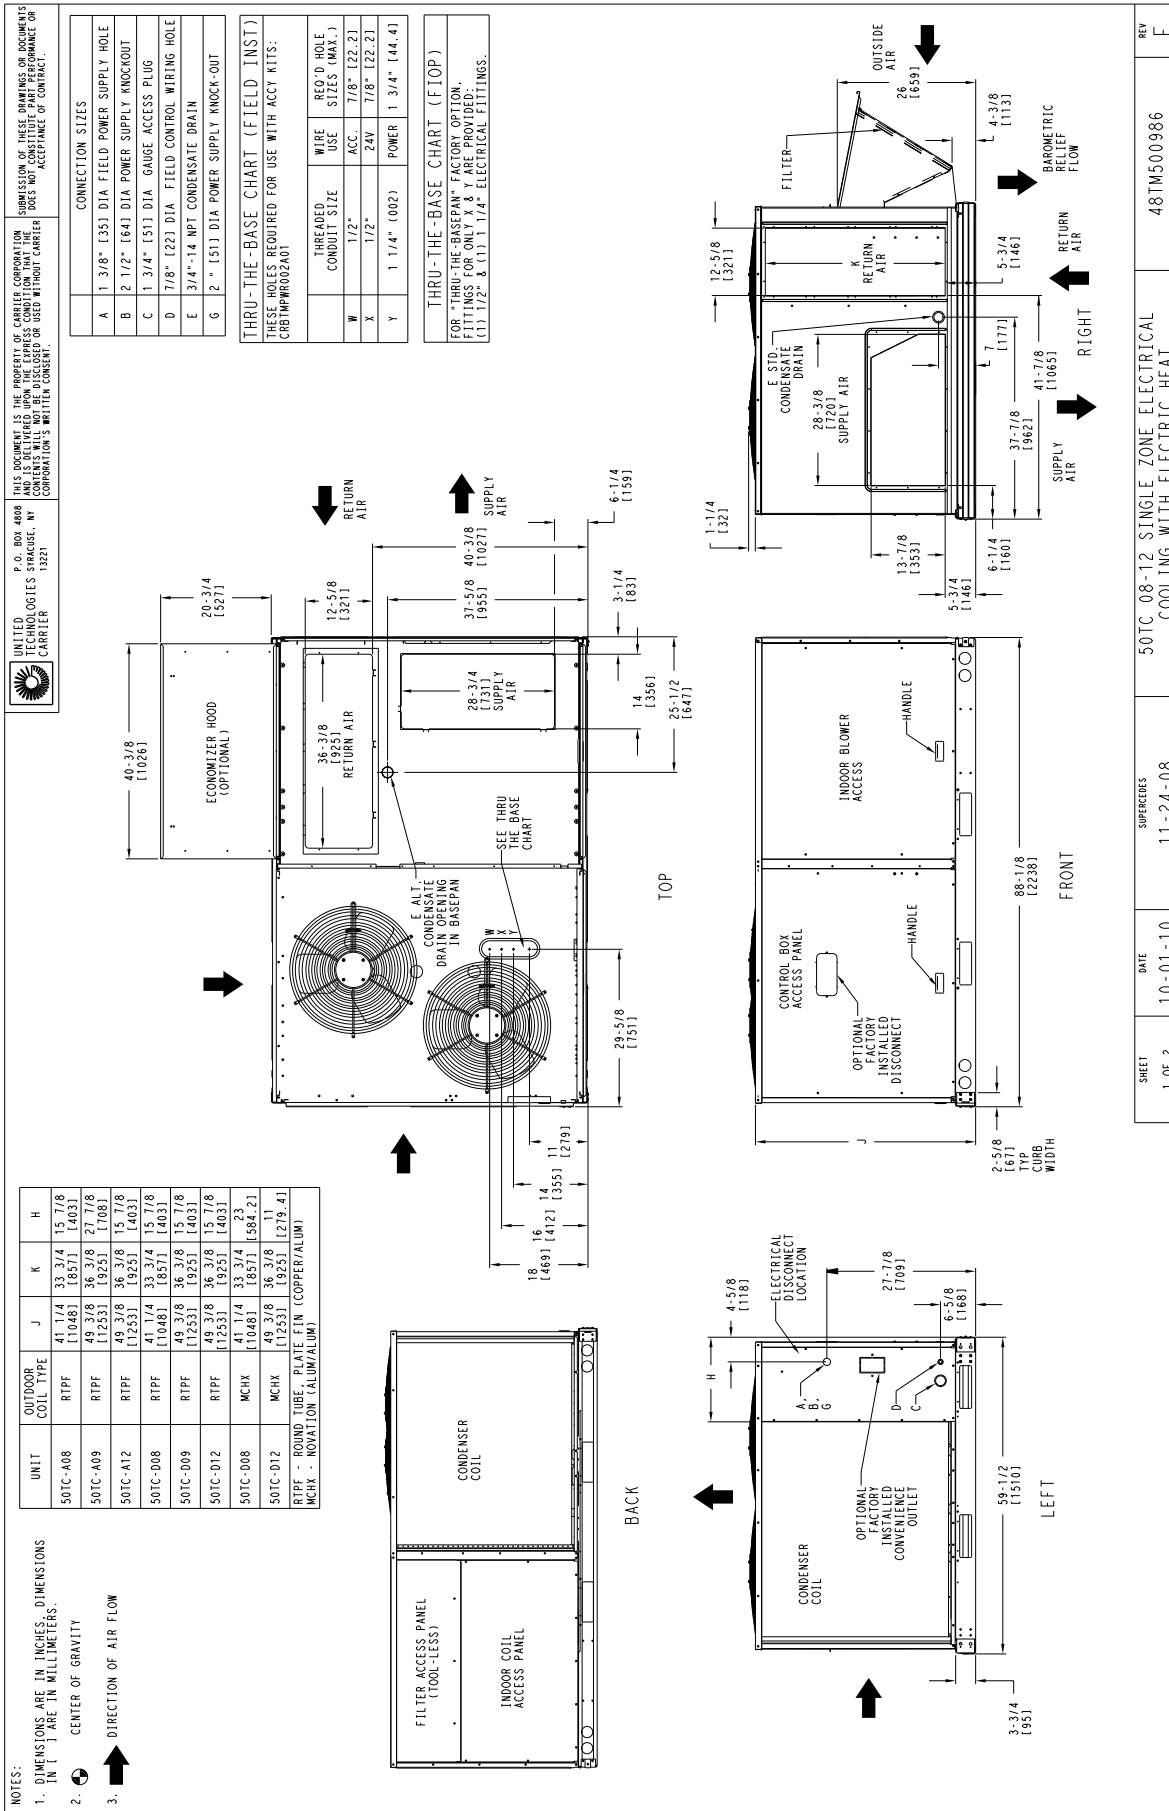 NOTES:
1. DIMENSIONS ARE IN INCHES, DIMENSIONS
IN [ ] ARE IN MILLIMETERS.
2. CENTER OF GRAVITY
3. DIRECTION OF AIR FLOW
UNIT OUTDOOR COIL TYPE J K H
50TC-A08 RTPF 41 1/4 [1048] 33 3/4 [857] 15 7/8 [403]
50TC-A09 RTPF 49 3/8 [1253] 36 3/8 [925] 27 7/8 [708]
50TC-A12 RTPF 49 3/8 [1253] 36 3/8 [925] 15 7/8 [403]
50TC-D08 RTPF 41 1/4 [1048] 33 3/4 [857] 15 7/8 [403]
50TC-D09 RTPF 49 3/8 [1253] 36 3/8 [925] 15 7/8 [403]
50TC-D12 RTPF 49 3/8 [1253] 36 3/8 [925] 15 7/8 [403]
50TC-D08 MCHX 41 1/4 [1048] 33 3/4 [857] 23 [584.2]
50TC-D12 MCHX 49 3/8 [1253] 36 3/8 [925] 11 [279.4]
RTPF - ROUND TUBE, PLATE FIN (COPPER/ALUM)
MCHX - NOVATION (ALUM/ALUM)
UNITED
TECHNOLOGIES
CARRIER
P.O. BOX 4808
SYRACUSE, NY
13221
THIS DOCUMENT IS THE PROPERTY OF CARRIER CORPORATION
AND IS DELIVERED UPON THE EXPRESS CONDITION THAT THE
CONTENTS WILL NOT BE DISCLOSED OR USED WITHOUT CARRIER
CORPORATION'S WRITTEN CONSENT.
SUBMISSION OF THESE DRAWINGS OR DOCUMENTS
DOES NOT CONSTITUTE PART PERFORMANCE OR
ACCEPTANCE OF CONTRACT.
CONNECTION SIZES
A 1 3/8" [35] DIA FIELD POWER SUPPLY HOLE
B 2 1/2" [64] DIA POWER SUPPLY KNOCKOUT
C 1 3/4" [51] DIA GAUGE ACCESS PLUG
D 7/8" [22] DIA FIELD CONTROL WIRING HOLE
E 3/4"-14 NPT CONDENSATE DRAIN
G 2" [51] DIA POWER SUPPLY KNOCK-OUT
THRU-THE-BASE CHART (FIELD INST)
THESE HOLES REQUIRED FOR USE WITH ACCY KITS:
CRBTMPWR002A01
THREADED CONDUIT SIZE WIRE USE REQ'D HOLE SIZES (MAX.)
W 1/2" ACC. 7/8" [22.2]
X 1/2" 24V 7/8" [22.2]
Y 1 1/4" (002) POWER 1 3/4" [44.4]
THRU-THE-BASE CHART (FIOP)
FOR "THRU-THE-BASEPAN" FACTORY OPTION,
FITTINGS FOR ONLY X & Y ARE PROVIDED:
(1) 1/2" & (1) 1 1/4" ELECTRICAL FITTINGS.
FILTER ACCESS PANEL
(TOOL-LESS)
INDOOR COIL
ACCESS PANEL
CONDENSER
COIL
BACK
40-3/8
[1026]
20-3/4
[527]
ECONOMIZER HOOD
(OPTIONAL)
12-5/8
[321]
36-3/8
[925]
RETURN AIR
RETURN
AIR
SUPPLY
AIR
28-3/4
[731]
SUPPLY
AIR
37-5/8
[955]
40-3/8
[1027]
6-1/4
[159]
3-1/4
[83]
14
[356]
25-1/2
[647]
E ALT.
CONDENSATE
DRAIN OPENING
IN BASEPAN
SEE THRU
THE BASE
CHART
W
X
Y
29-5/8
[751]
11
[279]
14
[355]
16
[412]
18
[469]
TOP
CONDENSER
COIL
OPTIONAL
FACTORY
INSTALLED
CONVENIENCE
OUTLET
A,
B,
G
D
C
H
4-5/8
[118]
ELECTRICAL
DISCONNECT
LOCATION
27-7/8
[709]
6-5/8
[168]
59-1/2
[1510]
3-3/4
[95]
LEFT
CONTROL BOX
ACCESS PANEL
OPTIONAL
FACTORY
INSTALLED
DISCONNECT
HANDLE
INDOOR BLOWER
ACCESS
HANDLE
J
2-5/8
[67]
TYP
CURB
WIDTH
88-1/8
[2238]
FRONT
1-1/4
[32]
12-5/8
[321]
E STD.
CONDENSATE
DRAIN
28-3/8
[720]
SUPPLY AIR
K
RETURN
AIR
FILTER
OUTSIDE
AIR
26
[659]
4-3/8
[113]
BAROMETRIC
RELIEF
FLOW
RETURN
AIR
5-3/4
[146]
7
[177]
41-7/8
[1065]
37-7/8
[962]
13-7/8
[353]
5-3/4
[146]
6-1/4
[160]
SUPPLY
AIR
RIGHT
SHEET
1 OF 2
DATE
10-01-10
SUPERCEDES
11-24-08
50TC 08-12 SINGLE ZONE ELECTRICAL
COOLING WITH ELECTRIC HEAT
48TM500986
REV